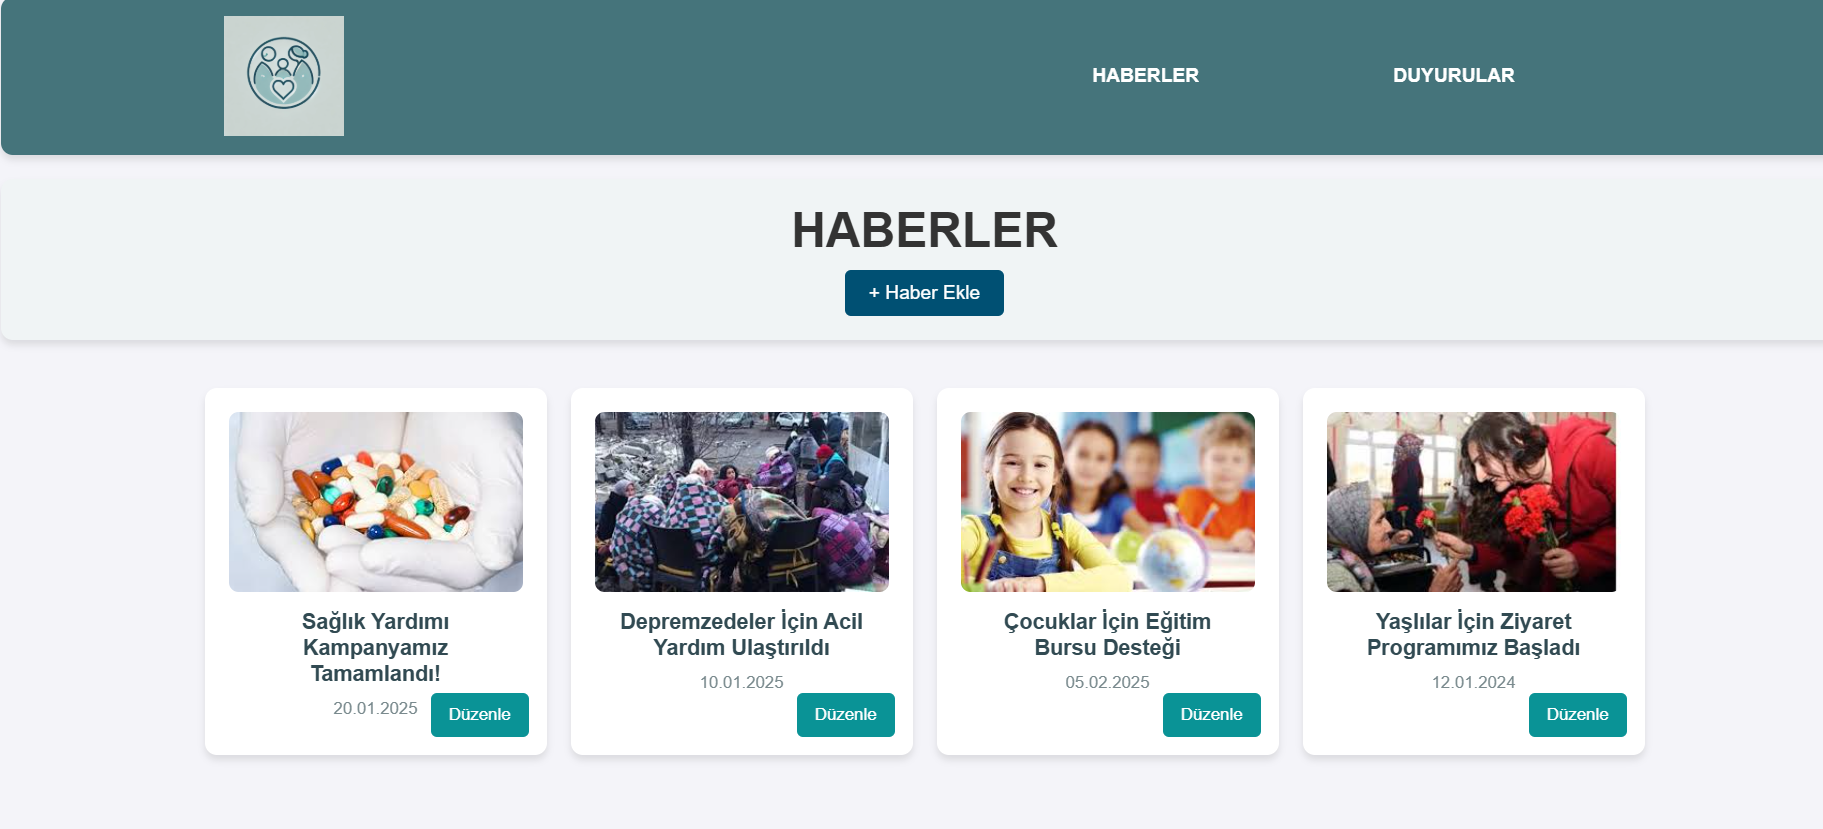 HABERLER
DUYURULAR
HABERLER
+ Haber Ekle
Sağlık Yardımı
Kampanyamız
Tamamlandı!
20.01.2025
Düzenle
Depremzedeler İçin Acil
Yardım Ulaştırıldı
10.01.2025
Düzenle
Çocuklar İçin Eğitim
Bursu Desteği
05.02.2025
Düzenle
Yaşlılar İçin Ziyaret
Programımız Başladı
12.01.2024
Düzenle